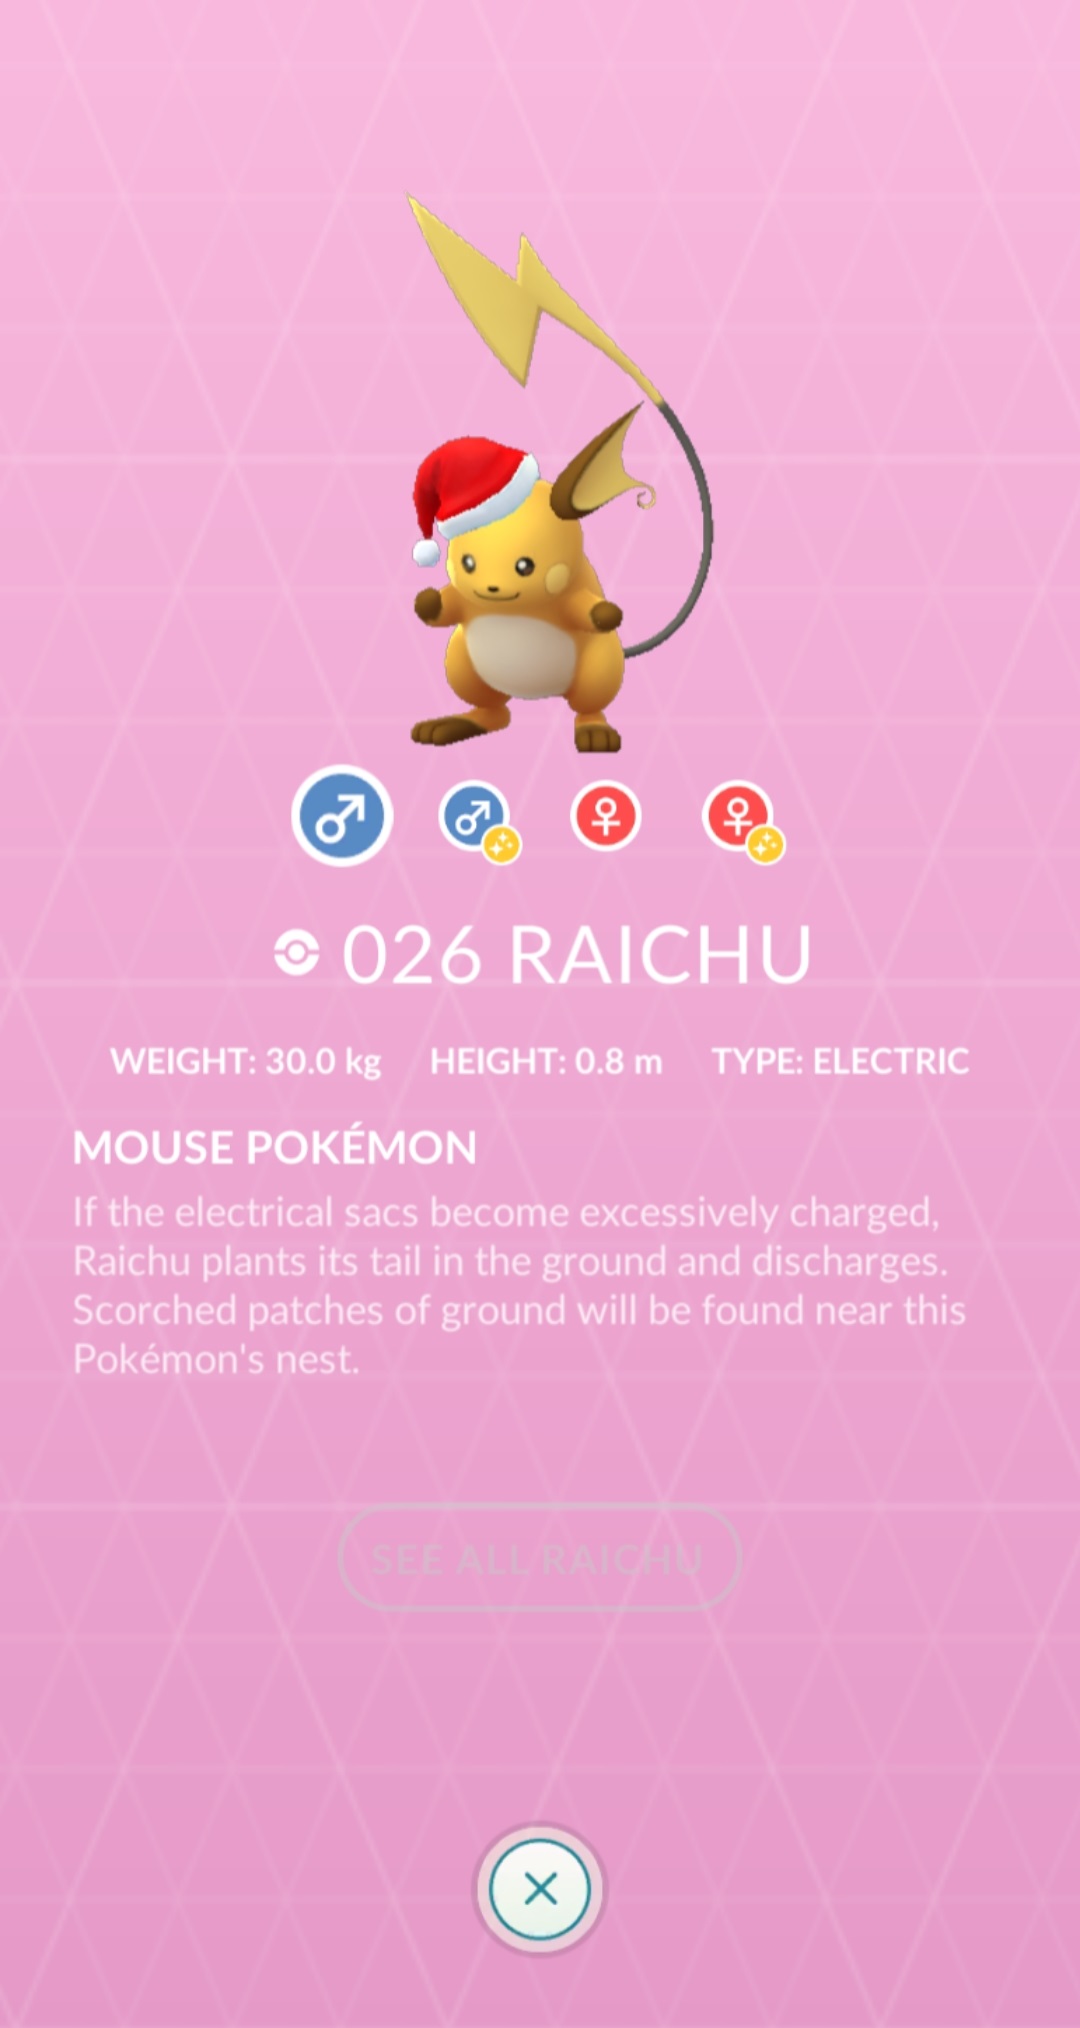 026 RAICHU
WEIGHT: 30.0 kg HEIGHT: 0.8 m TYPE: ELECTRIC
MOUSE POKÉMON
If the electrical sacs become excessively charged,
Raichu plants its tail in the ground and discharges.
Scorched patches of ground will be found near this
Pokémon's nest.
SEE ALL RAICHU